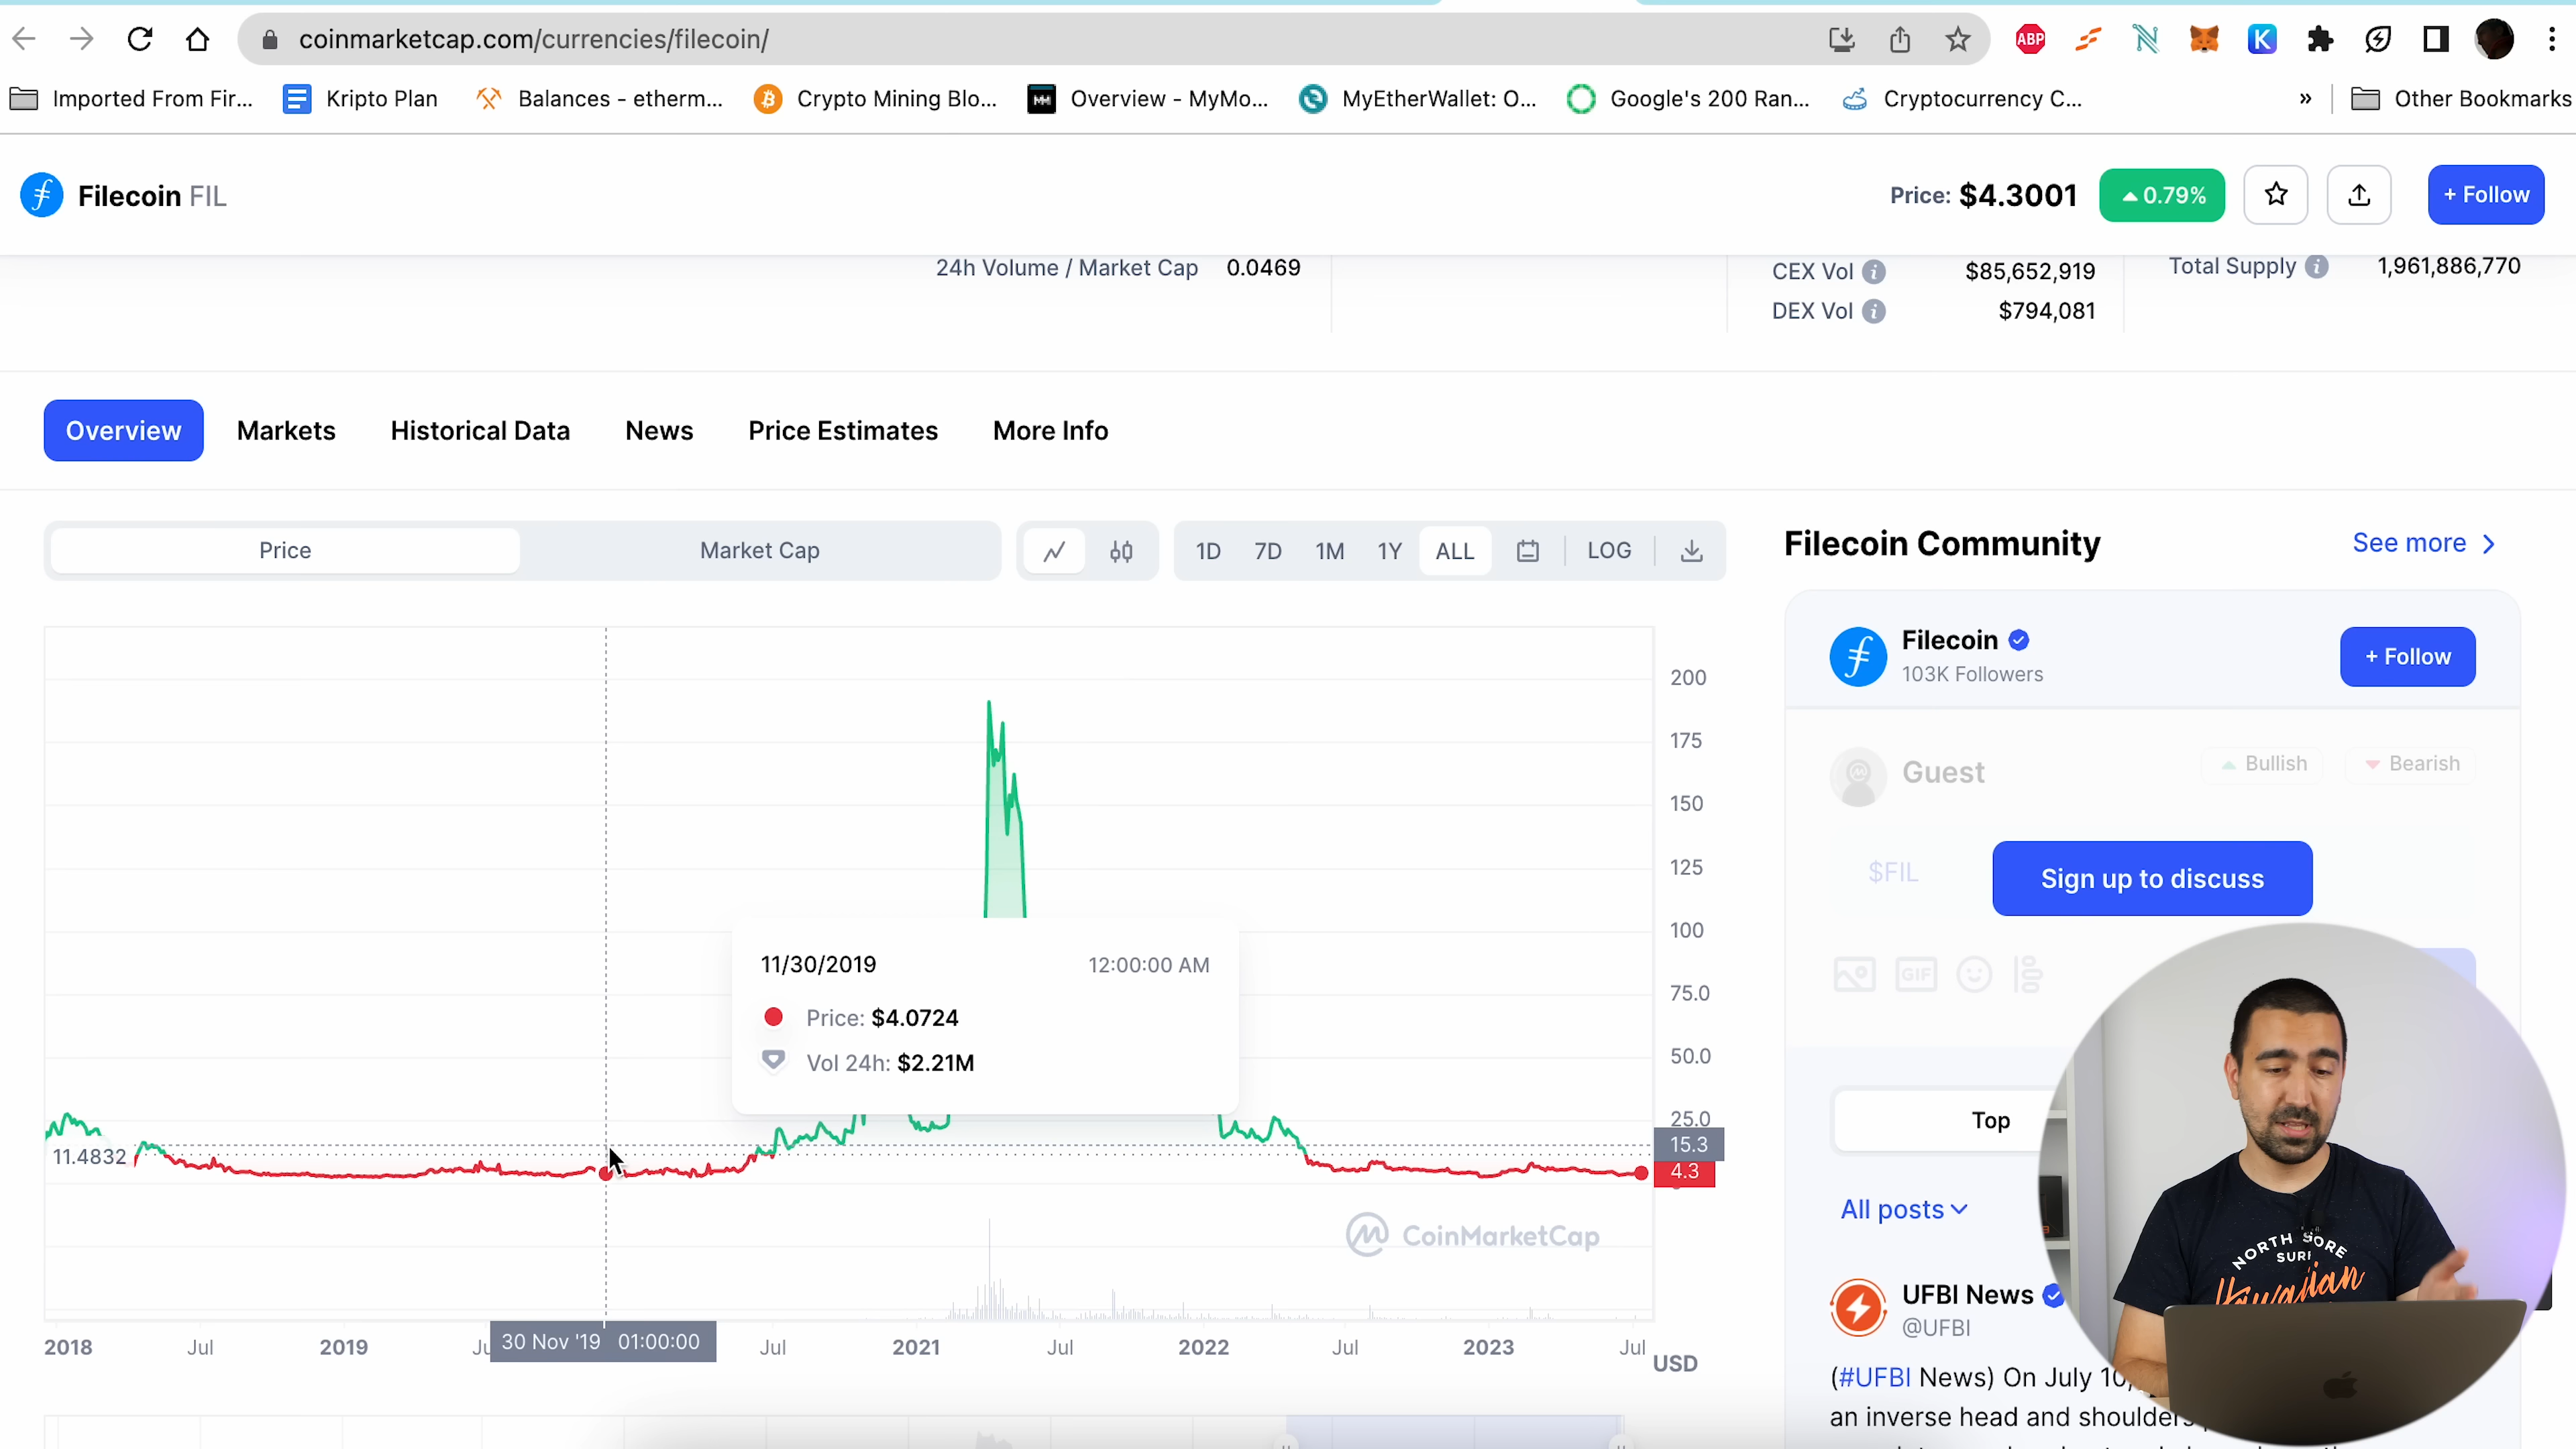 coinmarketcap.com/currencies/filecoin/
ABP
K
Imported From Fir...
Kripto Plan
Balances - etherm...
Crypto Mining Blo...
Overview - MyMo...
MyEtherWallet: O...
Google's 200 Ran...
Cryptocurrency C...
»
Other Bookmarks
Filecoin FIL
Price: $4.3001
0.79%
+ Follow
24h Volume / Market Cap 0.0469
CEX Vol $85,652,919
DEX Vol $794,081
Total Supply 1,961,886,770
Overview
Markets
Historical Data
News
Price Estimates
More Info
Price
Market Cap
1D
7D
1M
1Y
ALL
LOG
200
175
150
125
100
75.0
50.0
25.0
15.3
4.3
11/30/2019 12:00:00 AM
Price: $4.0724
Vol 24h: $2.21M
11.4832
CoinMarketCap
2018
Jul
2019
30 Nov '19 01:00:00
Jul
2021
Jul
2022
Jul
2023
Jul
USD
Filecoin Community
See more
Filecoin
103K Followers
+ Follow
Guest
Bullish
Bearish
$FIL
Sign up to discuss
GIF
Top
All posts
UFBI News
@UFBI
(#UFBI News) On July 10,
an inverse head and shoulders
NORTH SORE
SURF
Hawaiian